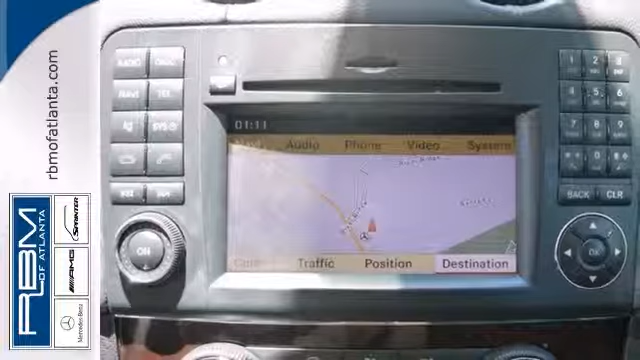 rbmofatlanta.com
RBM
OF ATLANTA
SPRINTER
AMG
Mercedes-Benz
RADIO
NAVI TEL
ON
01:11
Audio Phone Video System
Traffic Position Destination
1 2 3
4 5 6
7 8 9
* 0 #
BACK CLR
OK